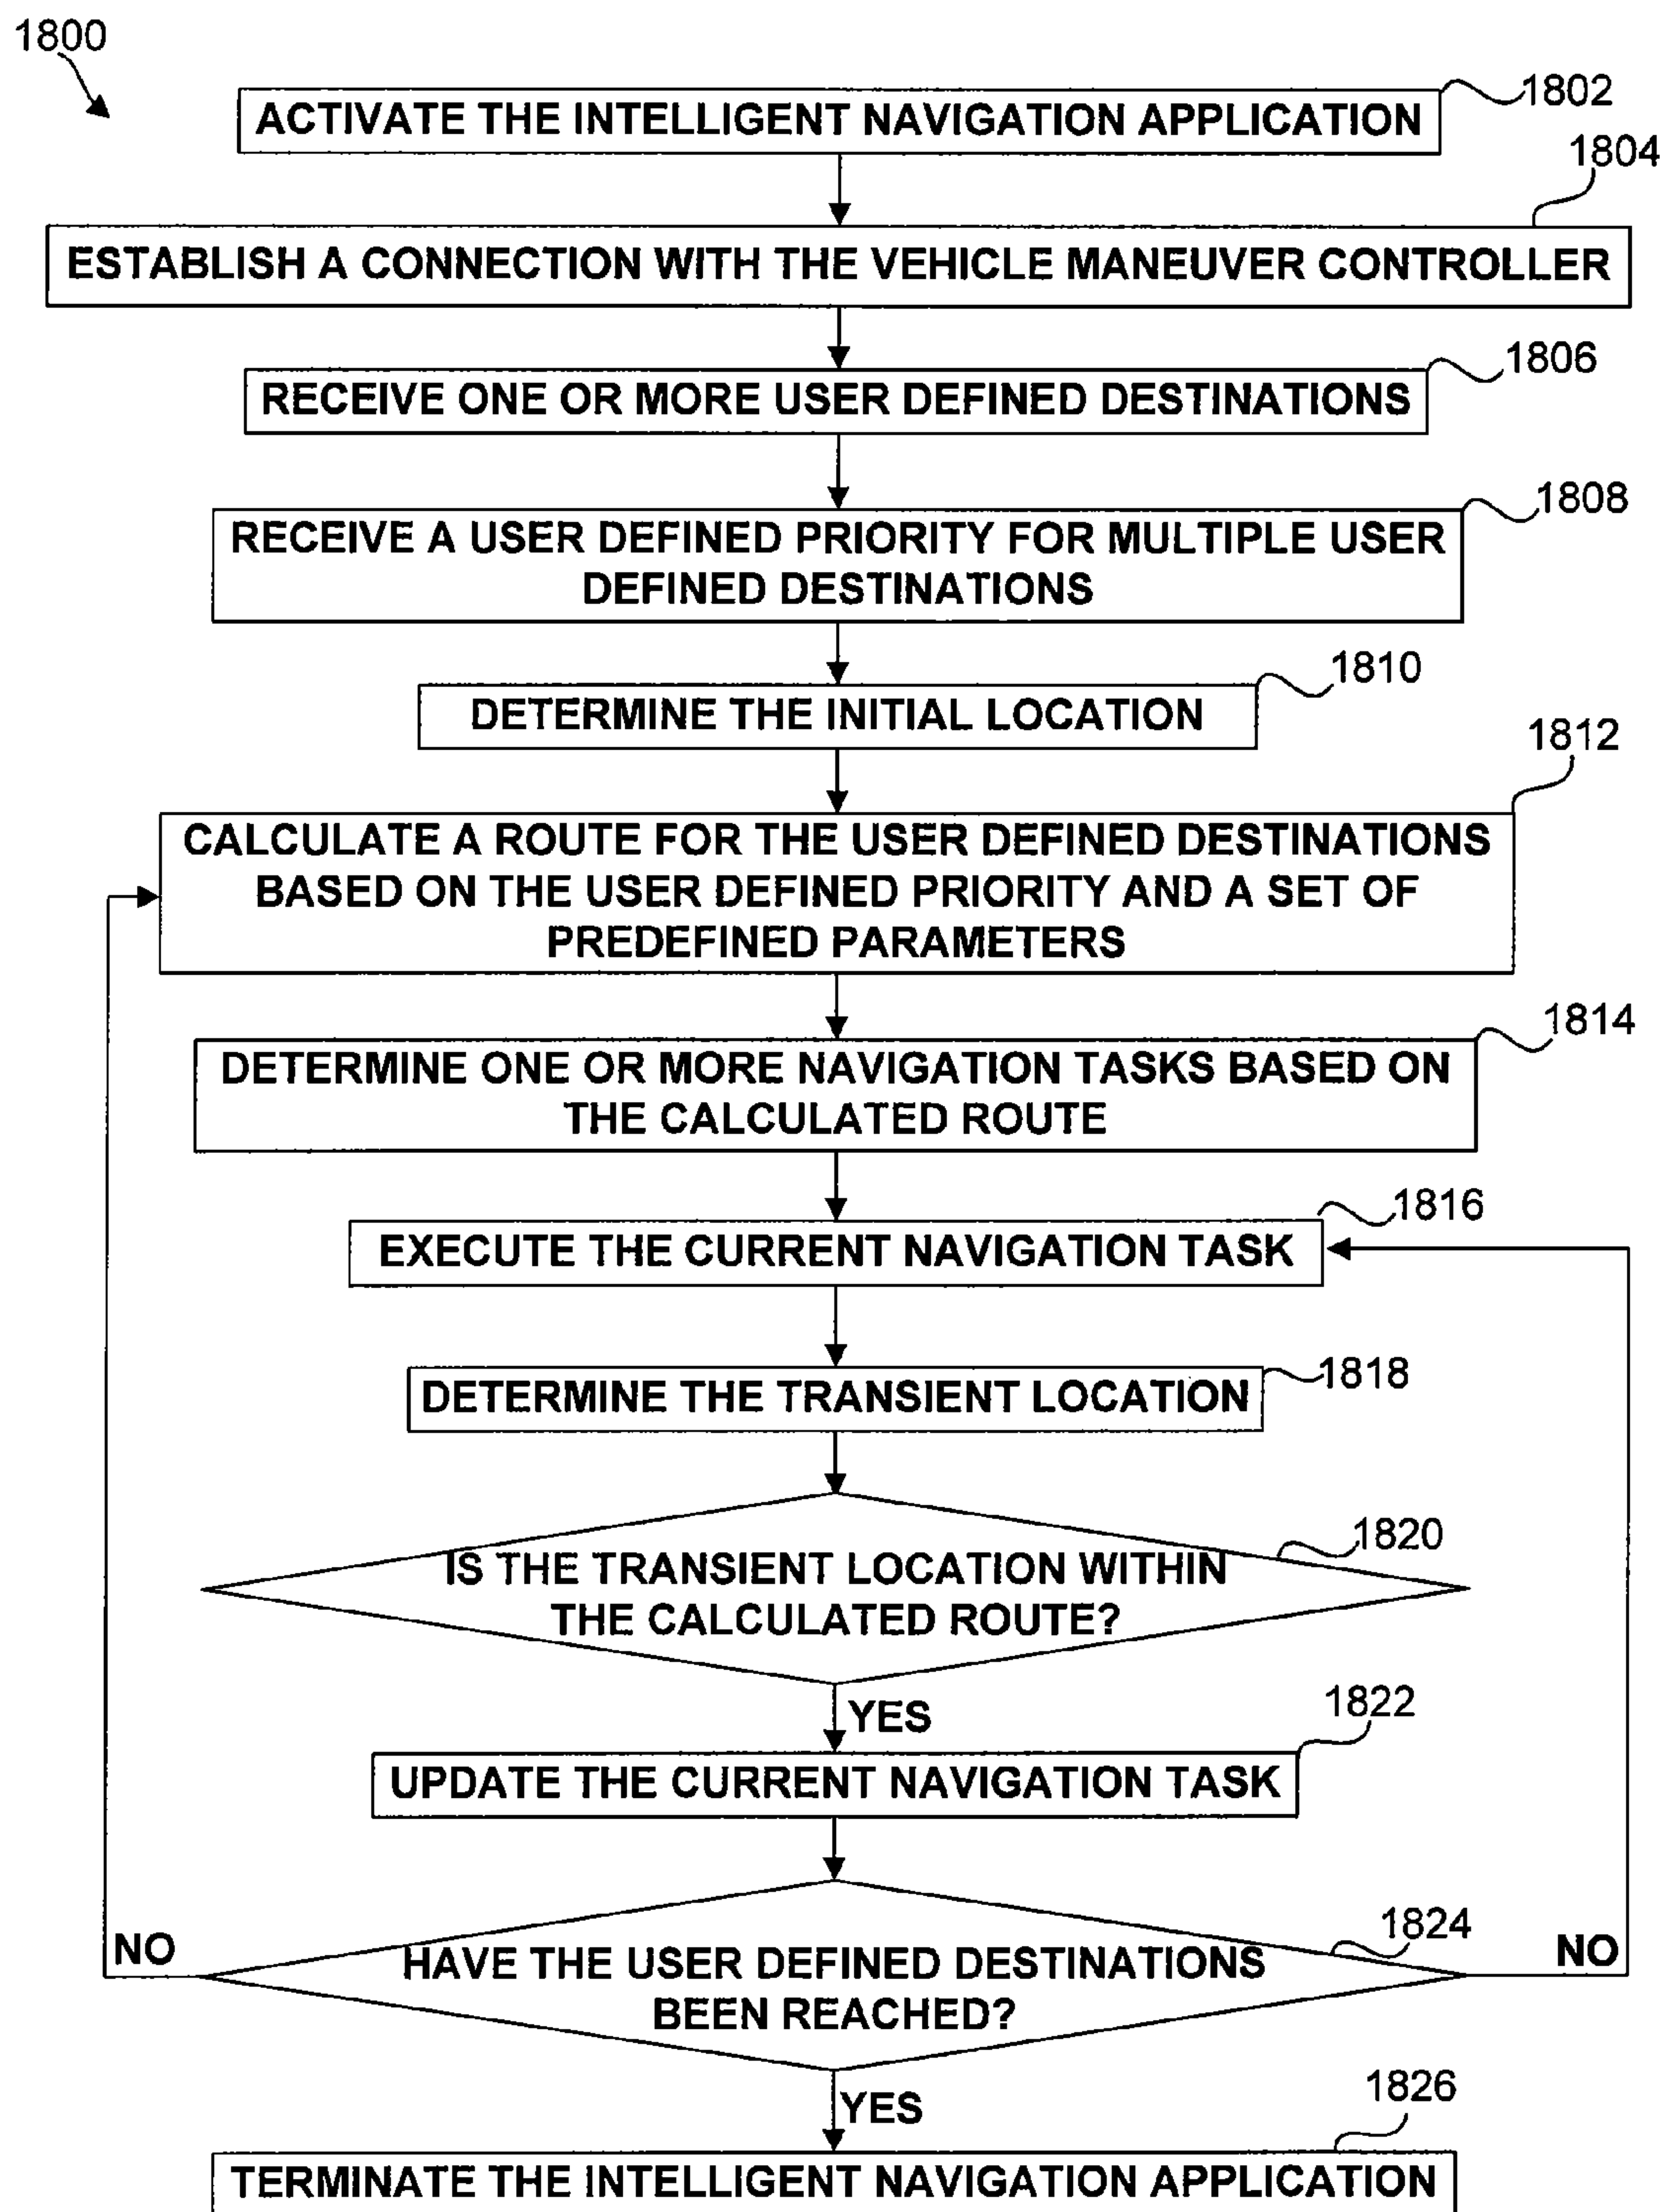 1800
ACTIVATE THE INTELLIGENT NAVIGATION APPLICATION
1802
1804
ESTABLISH A CONNECTION WITH THE VEHICLE MANEUVER CONTROLLER
1806
RECEIVE ONE OR MORE USER DEFINED DESTINATIONS
1808
RECEIVE A USER DEFINED PRIORITY FOR MULTIPLE USER
DEFINED DESTINATIONS
1810
DETERMINE THE INITIAL LOCATION
1812
CALCULATE A ROUTE FOR THE USER DEFINED DESTINATIONS
BASED ON THE USER DEFINED PRIORITY AND A SET OF
PREDEFINED PARAMETERS
1814
DETERMINE ONE OR MORE NAVIGATION TASKS BASED ON
THE CALCULATED ROUTE
1816
EXECUTE THE CURRENT NAVIGATION TASK
1818
DETERMINE THE TRANSIENT LOCATION
1820
IS THE TRANSIENT LOCATION WITHIN
THE CALCULATED ROUTE?
YES
1822
UPDATE THE CURRENT NAVIGATION TASK
1824
NO
NO
HAVE THE USER DEFINED DESTINATIONS
BEEN REACHED?
YES
1826
TERMINATE THE INTELLIGENT NAVIGATION APPLICATION